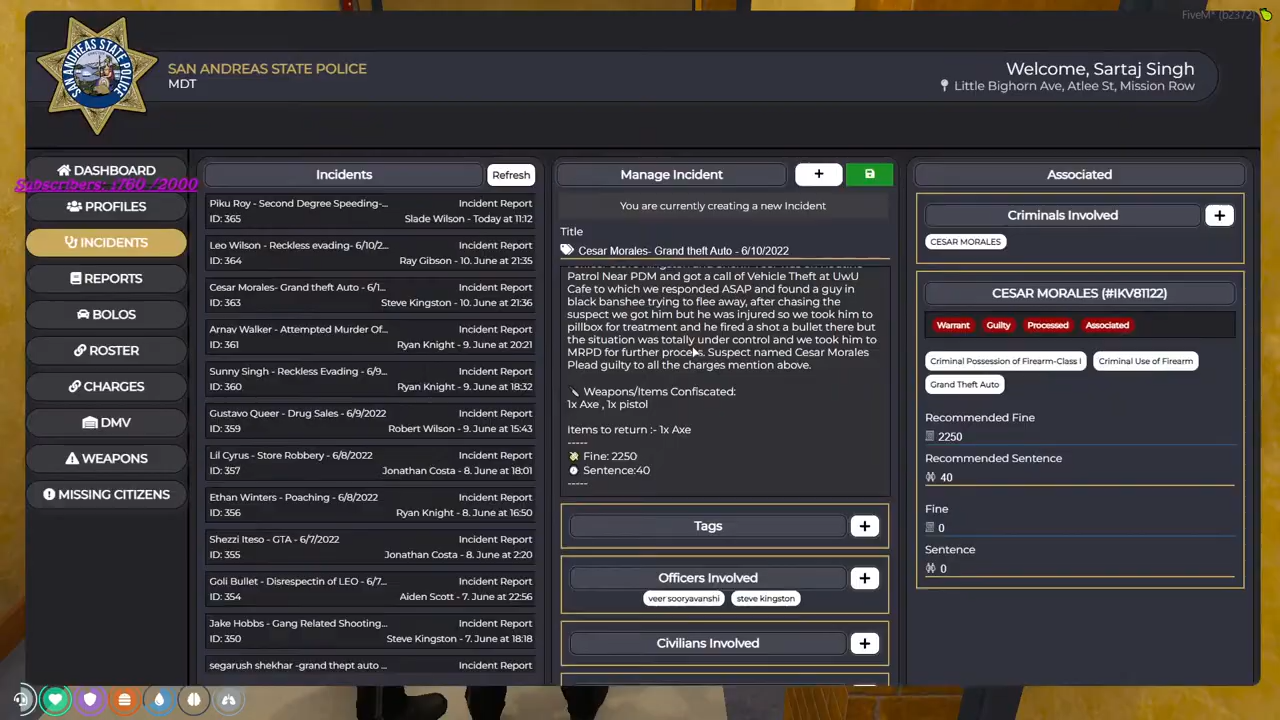 FiveM* (b2372)
SAN ANDREAS STATE POLICE
MDT
Welcome, Sartaj Singh
Little Bighorn Ave, Atlee St, Mission Row
DASHBOARD
PROFILES
INCIDENTS
REPORTS
BOLOS
ROSTER
CHARGES
DMV
WEAPONS
MISSING CITIZENS
Incidents
Refresh
Piku Roy - Second Degree Speeding-...
Incident Report
ID: 365
Slade Wilson - Today at 11:12
Leo Wilson - Reckless evading- 6/10/2...
Incident Report
ID: 364
Ray Gibson - 10. June at 21:35
Cesar Morales- Grand theft Auto - 6/1...
Incident Report
ID: 363
Steve Kingston - 10. June at 21:36
Arnav Walker - Attempted Murder Of...
Incident Report
ID: 361
Ryan Knight - 9. June at 20:21
Sunny Singh - Reckless Evading - 6/9...
Incident Report
ID: 360
Ryan Knight - 9. June at 18:32
Gustavo Queer - Drug Sales - 6/9/2022
Incident Report
ID: 359
Robert Wilson - 9. June at 15:43
Lil Cyrus - Store Robbery - 6/8/2022
Incident Report
ID: 357
Jonathan Costa - 8. June at 18:01
Ethan Winters - Poaching - 6/8/2022
Incident Report
ID: 356
Ryan Knight - 8. June at 16:50
Shezzi Iteso - GTA - 6/7/2022
Incident Report
ID: 355
Jonathan Costa - 8. June at 2:20
Goli Bullet - Disrespectin of LEO - 6/7...
Incident Report
ID: 354
Aiden Scott - 7. June at 22:56
Jake Hobbs - Gang Related Shooting...
Incident Report
ID: 350
Steve Kingston - 7. June at 18:18
segarush shekhar -grand thept auto ...
Incident Report
Manage Incident
+
You are currently creating a new Incident
Title
Cesar Morales- Grand theft Auto - 6/10/2022
Patrol Near PDM and got a call of Vehicle Theft at UwU
Cafe to which we responded ASAP and found a guy in
black banshee trying to flee away, after chasing the
suspect we got him but he was injured so we took him to
pillbox for treatment and he fired a shot a bullet there but
the situation was totally under control and we took him to
MRPD for further process. Suspect named Cesar Morales
Plead guilty to all the charges mention above.
Weapons/Items Confiscated:
1x Axe , 1x pistol
Items to return :- 1x Axe
-----
Fine: 2250
Sentence:40
-----
Tags
+
Officers Involved
+
veer sooryavanshi
steve kingston
Civilians Involved
+
Associated
Criminals Involved
+
CESAR MORALES
CESAR MORALES (#IKV81122)
Warrant
Guilty
Processed
Associated
Criminal Possession of Firearm-Class I
Criminal Use of Firearm
Grand Theft Auto
Recommended Fine
2250
Recommended Sentence
40
Fine
0
Sentence
0